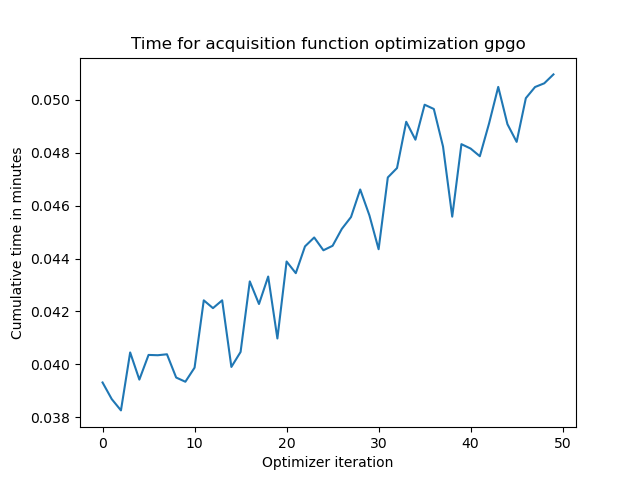 Time for acquisition function optimization gpgo
Cumulative time in minutes
0.050
0.048
0.046
0.044
0.042
0.040
0.038
0 10 20 30 40 50
Optimizer iteration